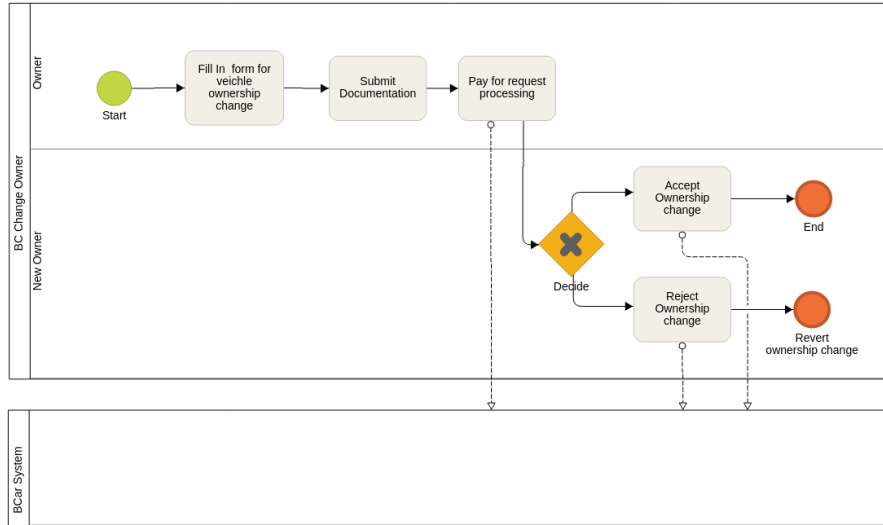 BC Change Owner
Owner
Start
Fill In form for
veichle
ownership
change
Submit
Documentation
Pay for request
processing
New Owner
Decide
Accept
Ownership
change
End
Reject
Ownership
change
Revert
ownership change
BCar System